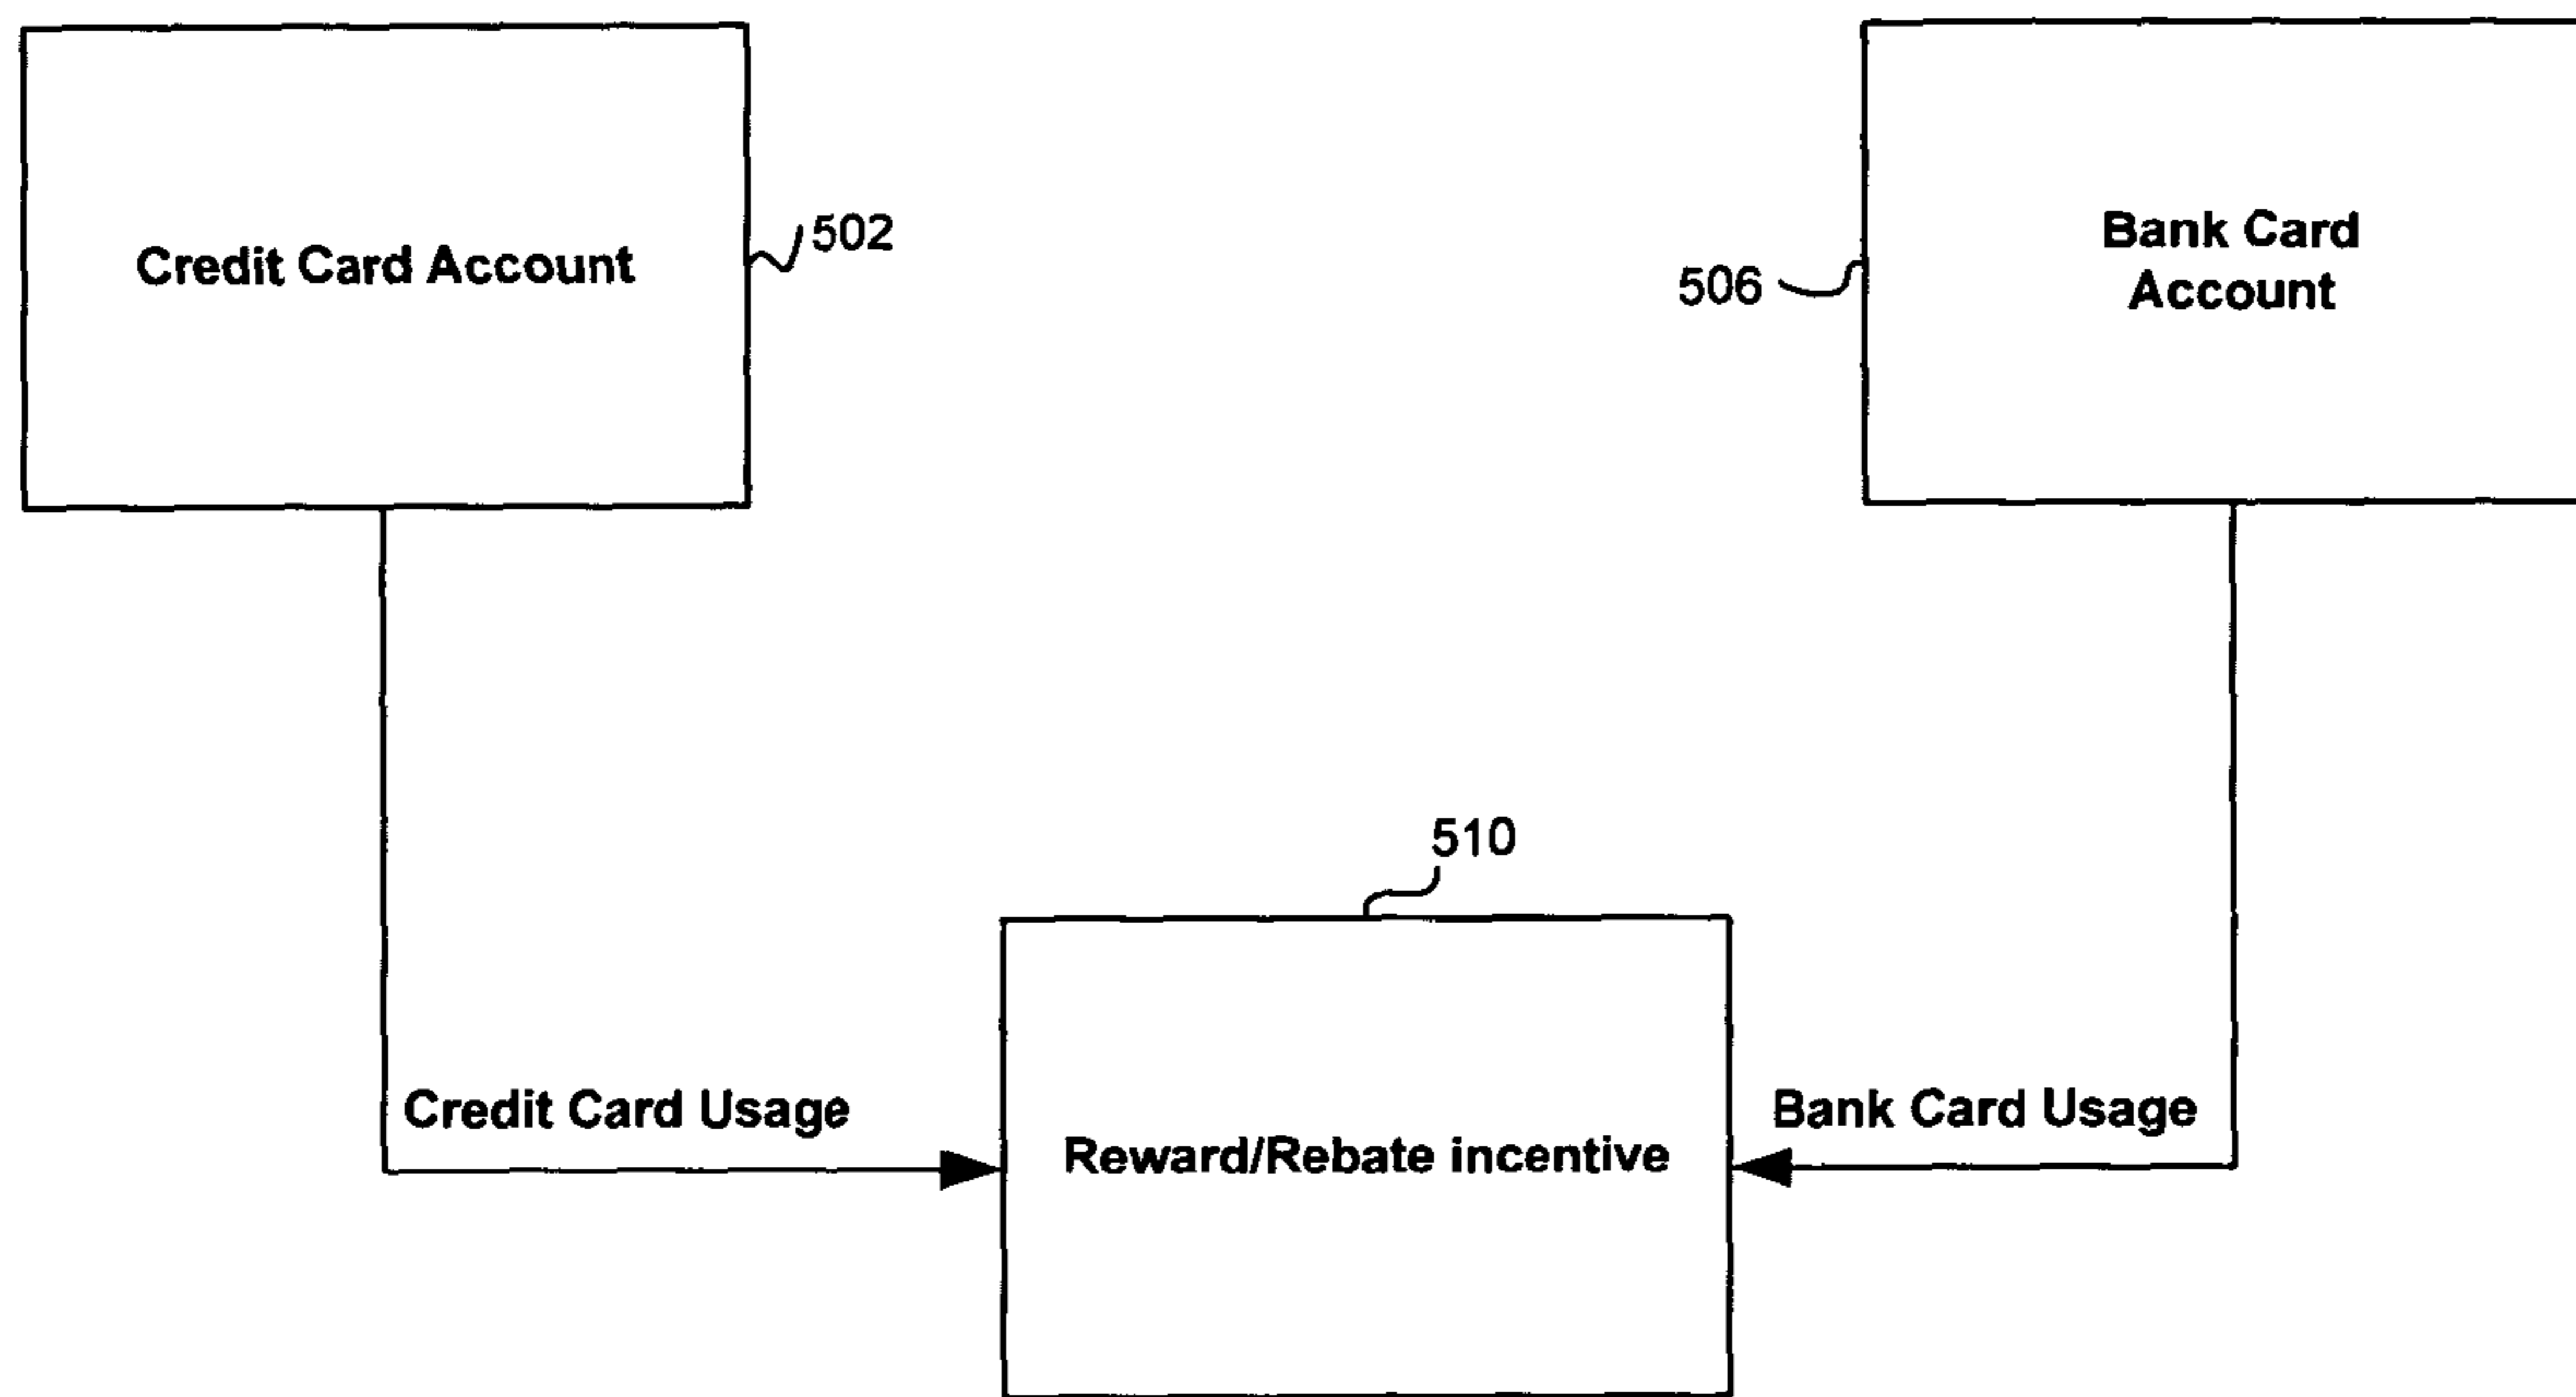 Credit Card Account
502
506
Bank Card
Account
510
Credit Card Usage
Reward/Rebate incentive
Bank Card Usage